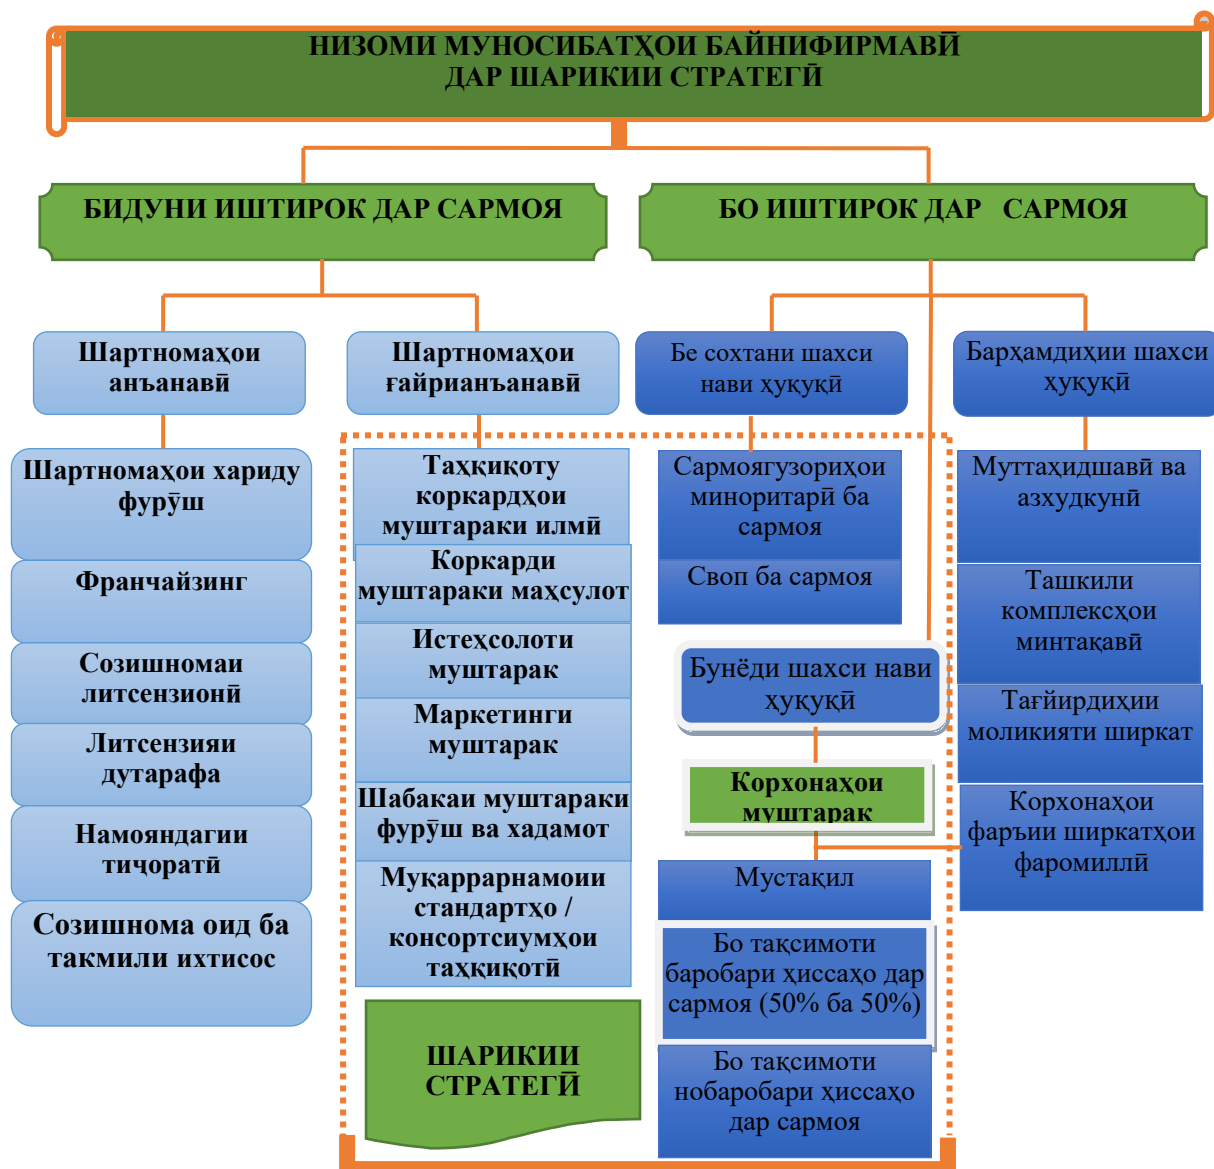 НИЗОМИ МУНОСИБАТҲОИ БАЙНИФИРМАВӢ
ДАР ШАРИКИИ СТРАТЕГӢ
БИДУНИ ИШТИРОК ДАР САРМОЯ
БО ИШТИРОК ДАР САРМОЯ
Шартномаҳои
анъанавӣ
Шартномаҳои
ғайрианъанавӣ
Бе сохтани шахси
нави ҳуқуқӣ
Барҳамдиҳии шахси
ҳуқуқӣ
Шартномаҳои хариду
фурӯш
Франчайзинг
Созишномаи
литсензионӣ
Литсензияи
дутарафа
Намояндагии
тиҷоратӣ
Созишнома оид ба
такмили ихтисос
Таҳқиқоту
коркардҳои
муштараки илмӣ
Коркарди
муштараки маҳсулот
Истеҳсолоти
муштарак
Маркетинги
муштарак
Шабакаи муштараки
фурӯш ва хадамот
Муқаррарнамоии
стандартҳо /
консортсиумҳои
таҳқиқотӣ
ШАРИКИИ
СТРАТЕГӢ
Сармоягузориҳои
миноритарӣ ба
сармоя
Своп ба сармоя
Бунёди шахси нави
ҳуқуқӣ
Корхонаҳои
муштарак
Мустақил
Бо тақсимоти
баробари ҳиссаҳо дар
сармоя (50% ба 50%)
Бо тақсимоти
нобаробари ҳиссаҳо
дар сармоя
Муттаҳидшавӣ ва
азхудкунӣ
Ташкили
комплексҳои
минтақавӣ
Тағйирдиҳии
моликияти ширкат
Корхонаҳои
фаръии ширкатҳои
фаромиллӣ